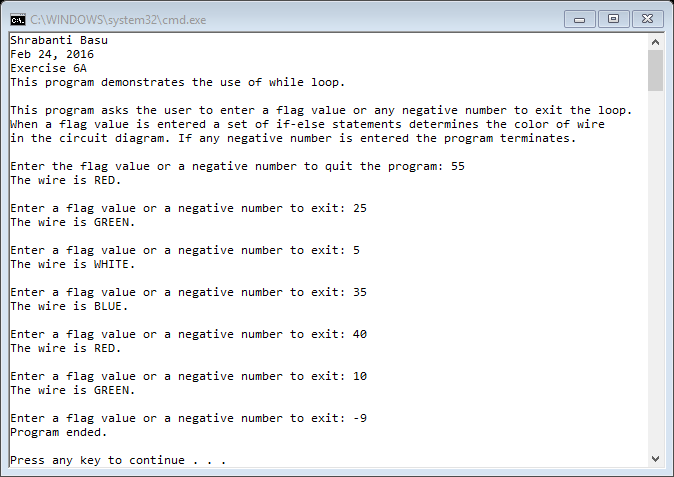 C:\WINDOWS\system32\cmd.exe
Shrabanti Basu
Feb 24, 2016
Exercise 6A
This program demonstrates the use of while loop.
This program asks the user to enter a flag value or any negative number to exit the loop.
When a flag value is entered a set of if-else statements determines the color of wire
in the circuit diagram. If any negative number is entered the program terminates.
Enter the flag value or a negative number to quit the program: 55
The wire is RED.
Enter a flag value or a negative number to exit: 25
The wire is GREEN.
Enter a flag value or a negative number to exit: 5
The wire is WHITE.
Enter a flag value or a negative number to exit: 35
The wire is BLUE.
Enter a flag value or a negative number to exit: 40
The wire is RED.
Enter a flag value or a negative number to exit: 10
The wire is GREEN.
Enter a flag value or a negative number to exit: -9
Program ended.
Press any key to continue . . .